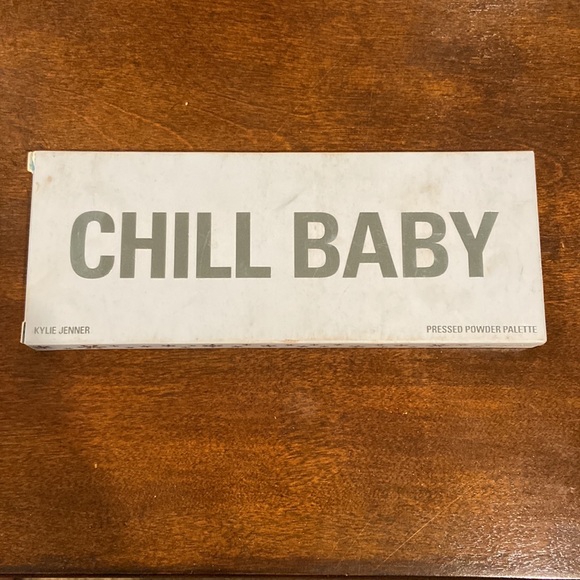 CHILL BABY
KYLIE JENNER PRESSED POWDER PALETTE